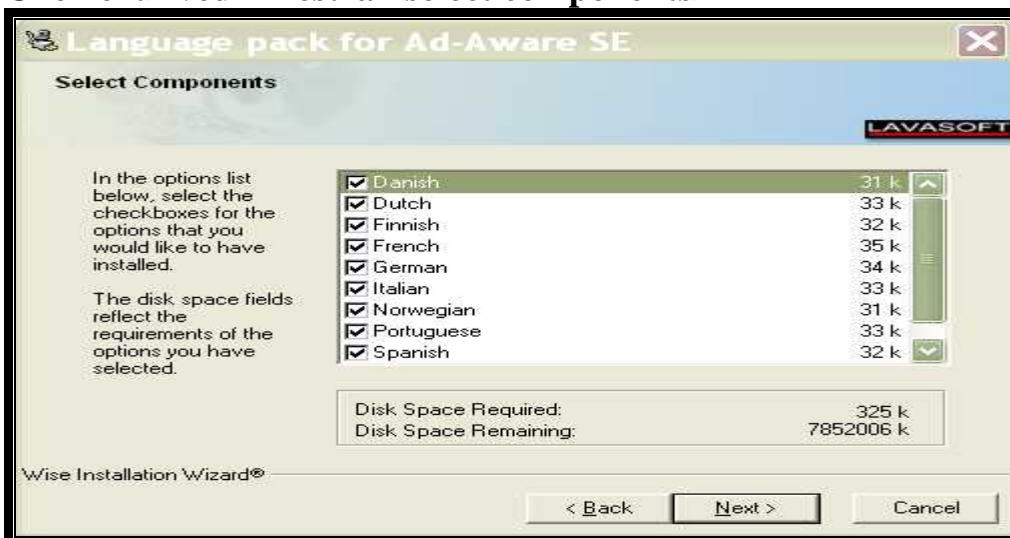 Language pack for Ad-Aware SE
Select Components
LAVASOFT
In the options list
below, select the
checkboxes for the
options that you
would like to have
installed.
The disk space fields
reflect the
requirements of the
options you have
selected.
Danish 31 k
Dutch 33 k
Finnish 32 k
French 35 k
German 34 k
Italian 33 k
Norwegian 31 k
Portuguese 33 k
Spanish 32 k
Disk Space Required: 325 k
Disk Space Remaining: 7852006 k
Wise Installation Wizard®
< Back Next > Cancel